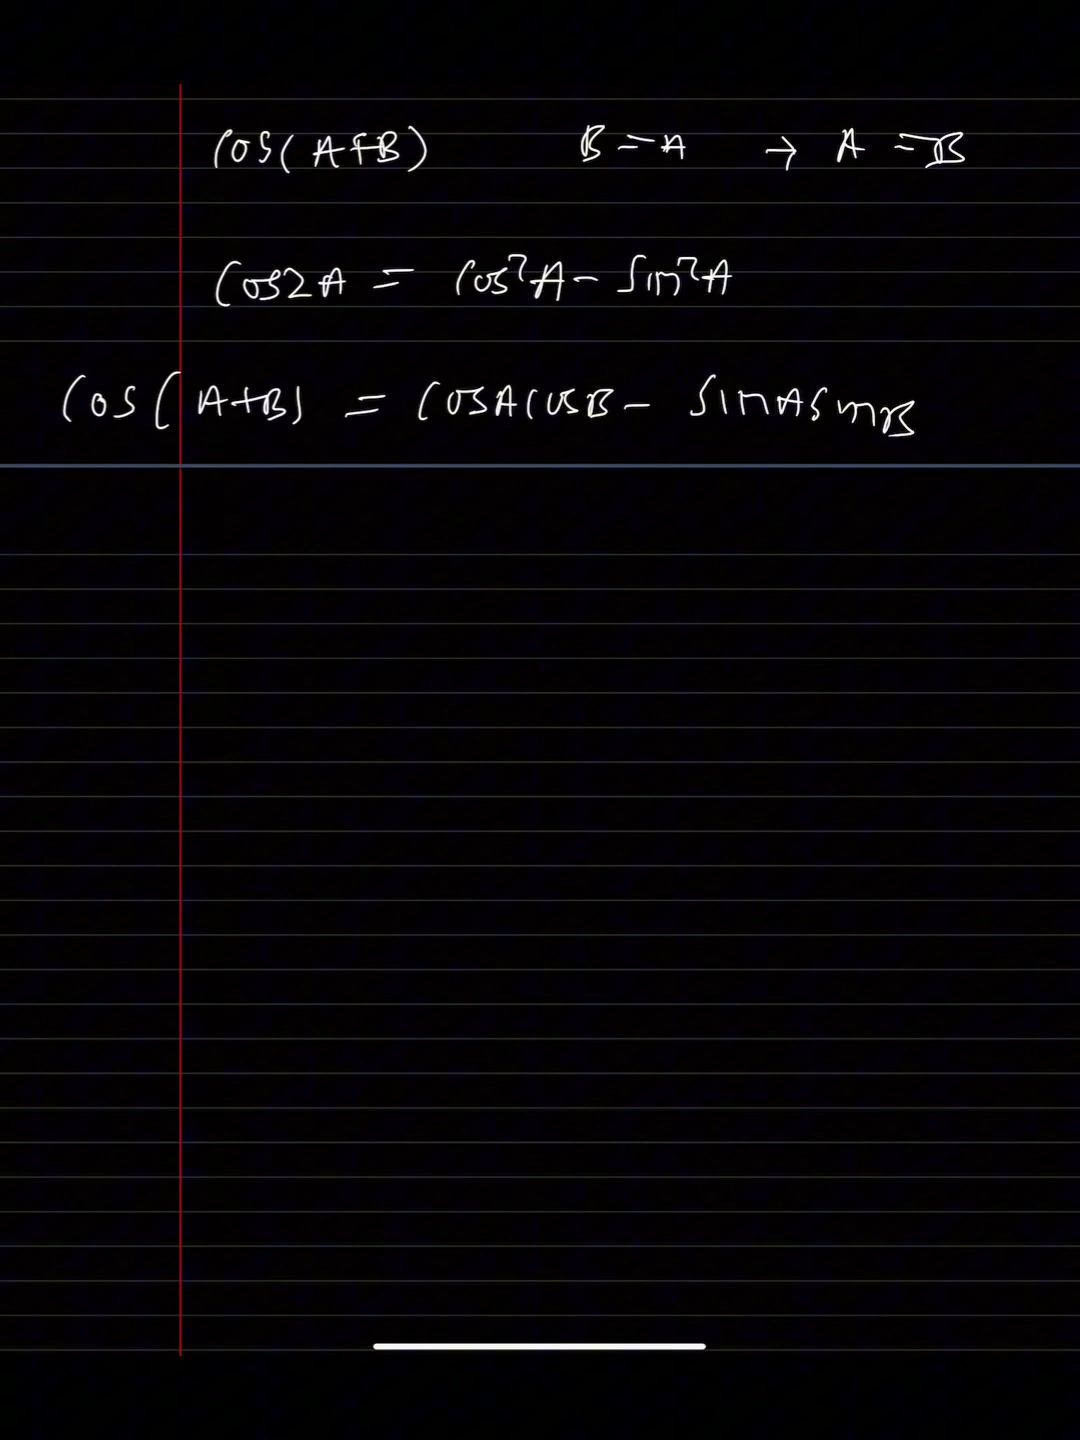 cos(A+B) B=A → A=B
cos2A = cos²A - sin²A
cos(A+B) = cosAcosB - sinAsinB